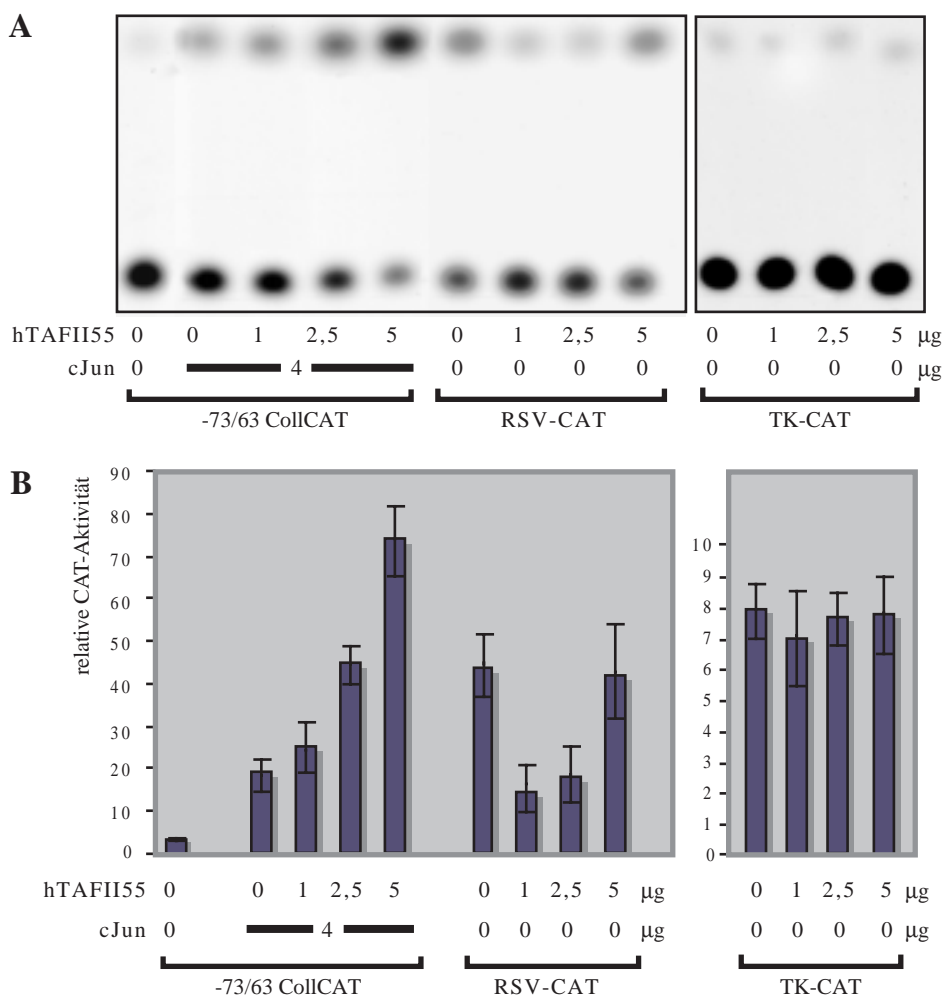 A
hTAFII55 0 0 1 2,5 5 0 1 2,5 5 0 1 2,5 5 µg
cJun 0 4 0 0 0 0 0 0 0 0 µg
-73/63 CollCAT RSV-CAT TK-CAT
B
relative CAT-Aktivität
90
80
70
60
50
40
30
20
10
0
10
9
8
7
6
5
4
3
2
1
0
hTAFII55 0 0 1 2,5 5 0 1 2,5 5 µg 0 1 2,5 5 µg
cJun 0 4 0 0 0 0 µg 0 0 0 0 µg
-73/63 CollCAT RSV-CAT TK-CAT